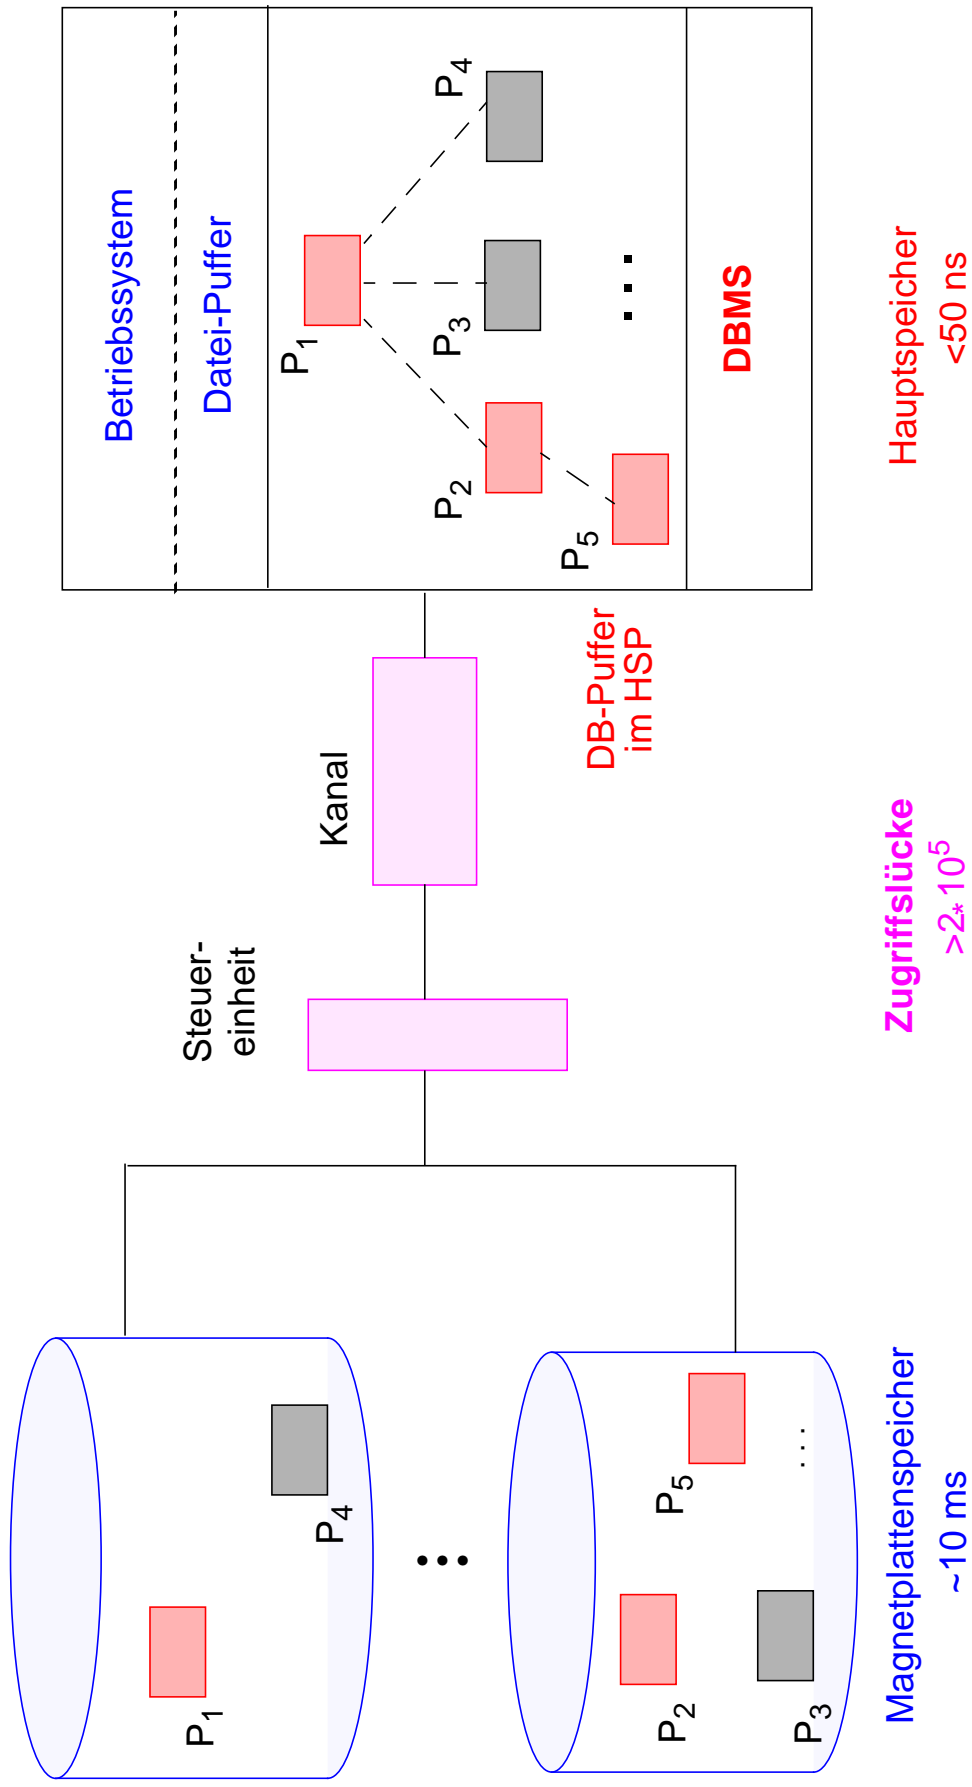 Betriebssystem
Datei-Puffer
P1
P2
P3
P4
P5
...
DBMS
DB-Puffer
im HSP
Kanal
Steuer-
einheit
P1
P4
...
P2
P5
P3
...
Magnetplattenspeicher
~10 ms
Zugriffslücke
>2* 10^5
Hauptspeicher
<50 ns